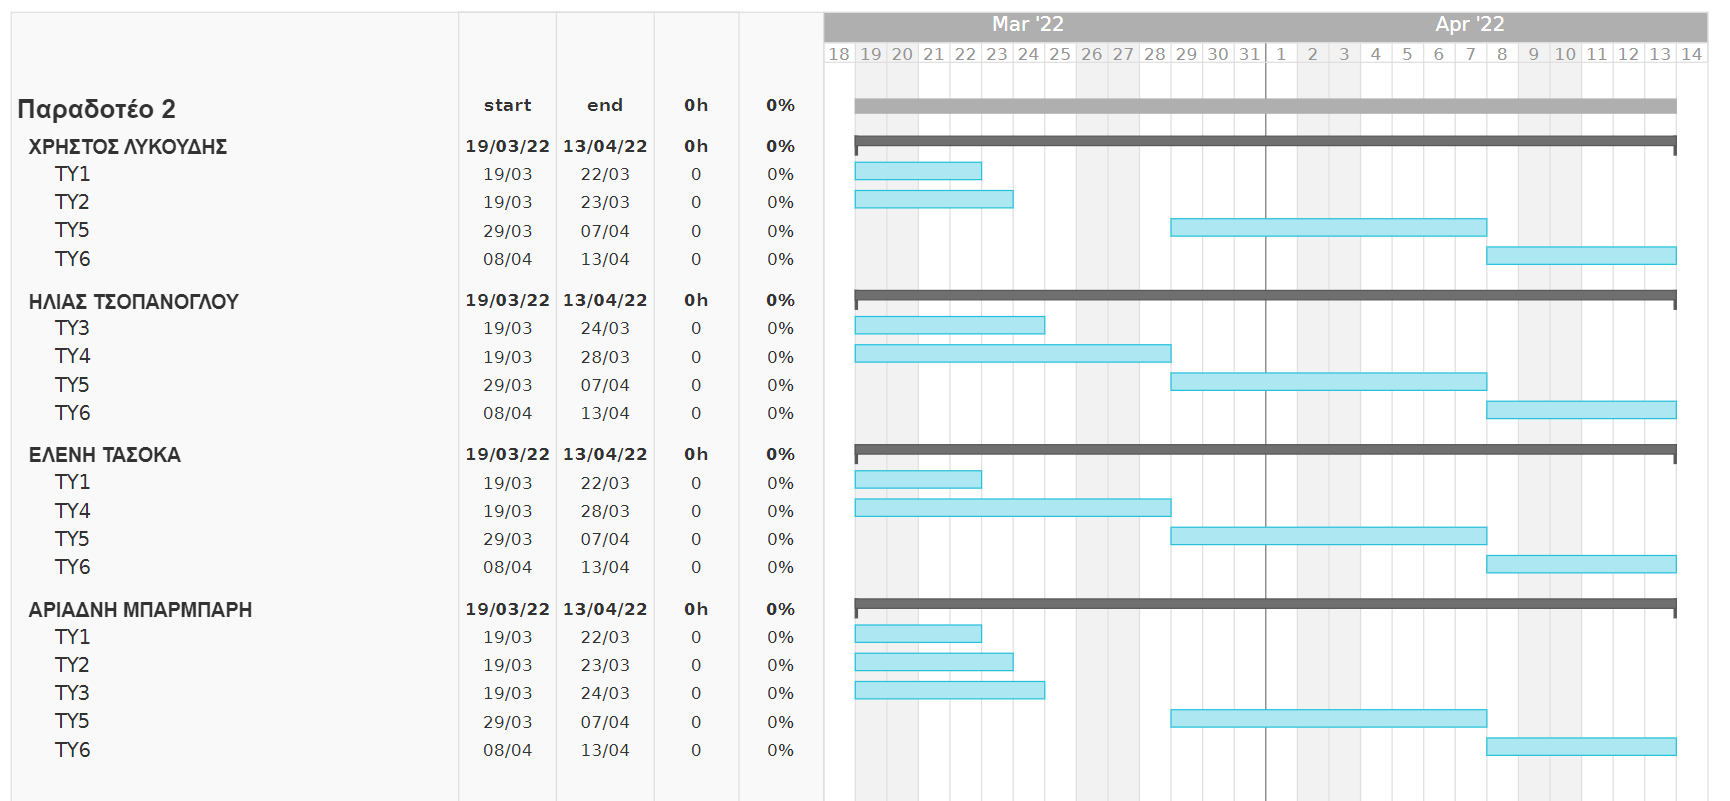 Mar '22 Apr '22
18 19 20 21 22 23 24 25 26 27 28 29 30 31 1 2 3 4 5 6 7 8 9 10 11 12 13 14
Παραδοτέο 2 start end 0h 0%
ΧΡΗΣΤΟΣ ΛΥΚΟΥΔΗΣ 19/03/22 13/04/22 0h 0%
ΤΥ1 19/03 22/03 0 0%
ΤΥ2 19/03 23/03 0 0%
ΤΥ5 29/03 07/04 0 0%
ΤΥ6 08/04 13/04 0 0%
ΗΛΙΑΣ ΤΣΟΠΑΝΟΓΛΟΥ 19/03/22 13/04/22 0h 0%
ΤΥ3 19/03 24/03 0 0%
ΤΥ4 19/03 28/03 0 0%
ΤΥ5 29/03 07/04 0 0%
ΤΥ6 08/04 13/04 0 0%
ΕΛΕΝΗ ΤΑΣΟΚΑ 19/03/22 13/04/22 0h 0%
ΤΥ1 19/03 22/03 0 0%
ΤΥ4 19/03 28/03 0 0%
ΤΥ5 29/03 07/04 0 0%
ΤΥ6 08/04 13/04 0 0%
ΑΡΙΑΔΝΗ ΜΠΑΡΜΠΑΡΗ 19/03/22 13/04/22 0h 0%
ΤΥ1 19/03 22/03 0 0%
ΤΥ2 19/03 23/03 0 0%
ΤΥ3 19/03 24/03 0 0%
ΤΥ5 29/03 07/04 0 0%
ΤΥ6 08/04 13/04 0 0%